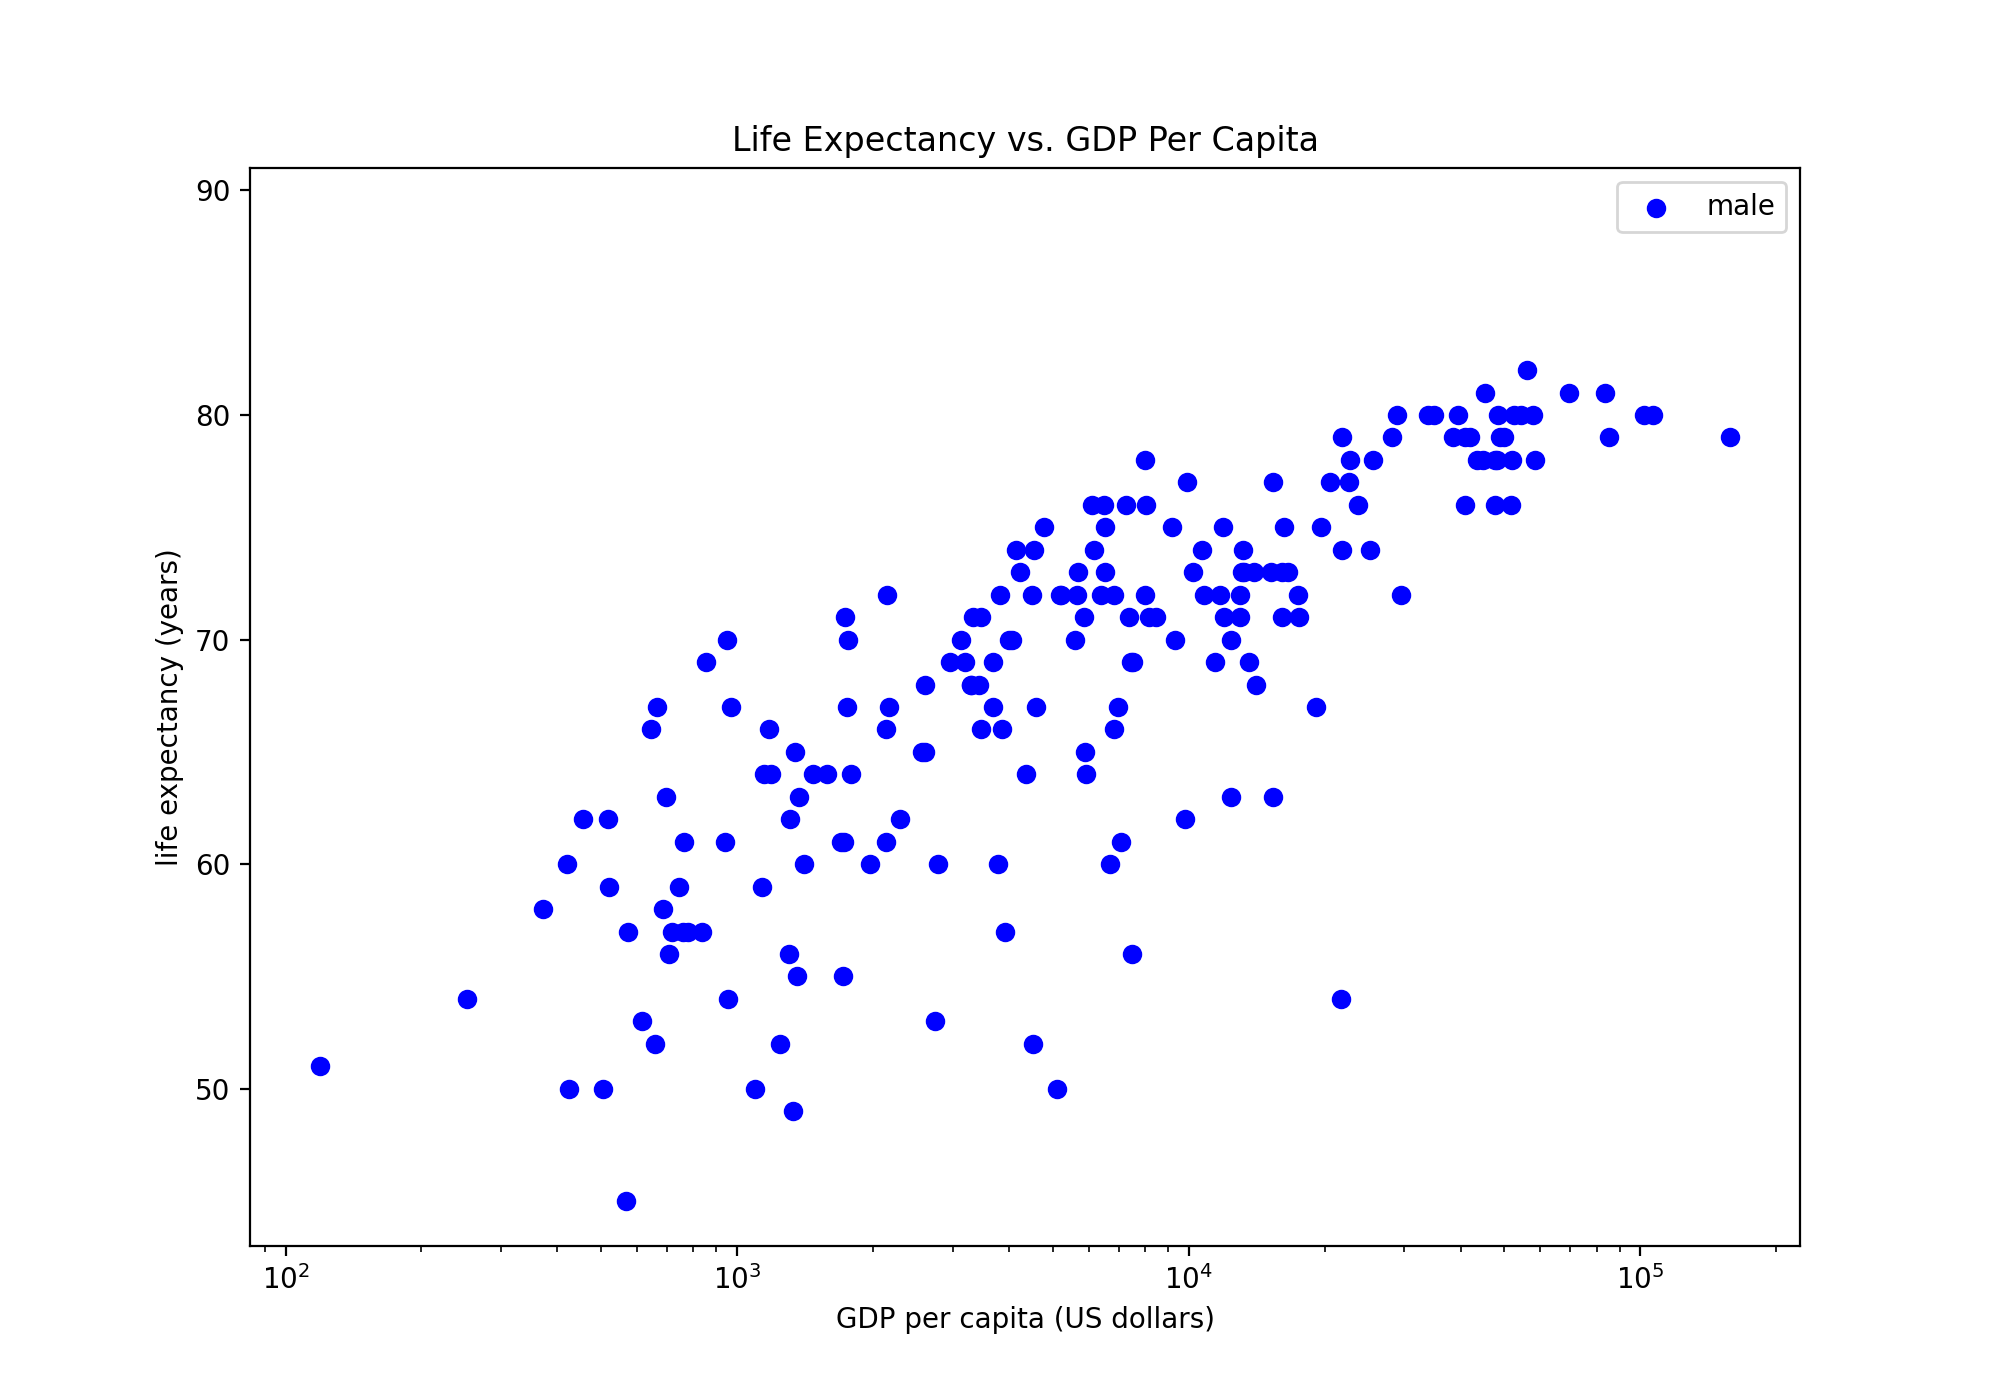 Life Expectancy vs. GDP Per Capita
male
90
80
70
60
50
life expectancy (years)
10² 10³ 10⁴ 10⁵
GDP per capita (US dollars)